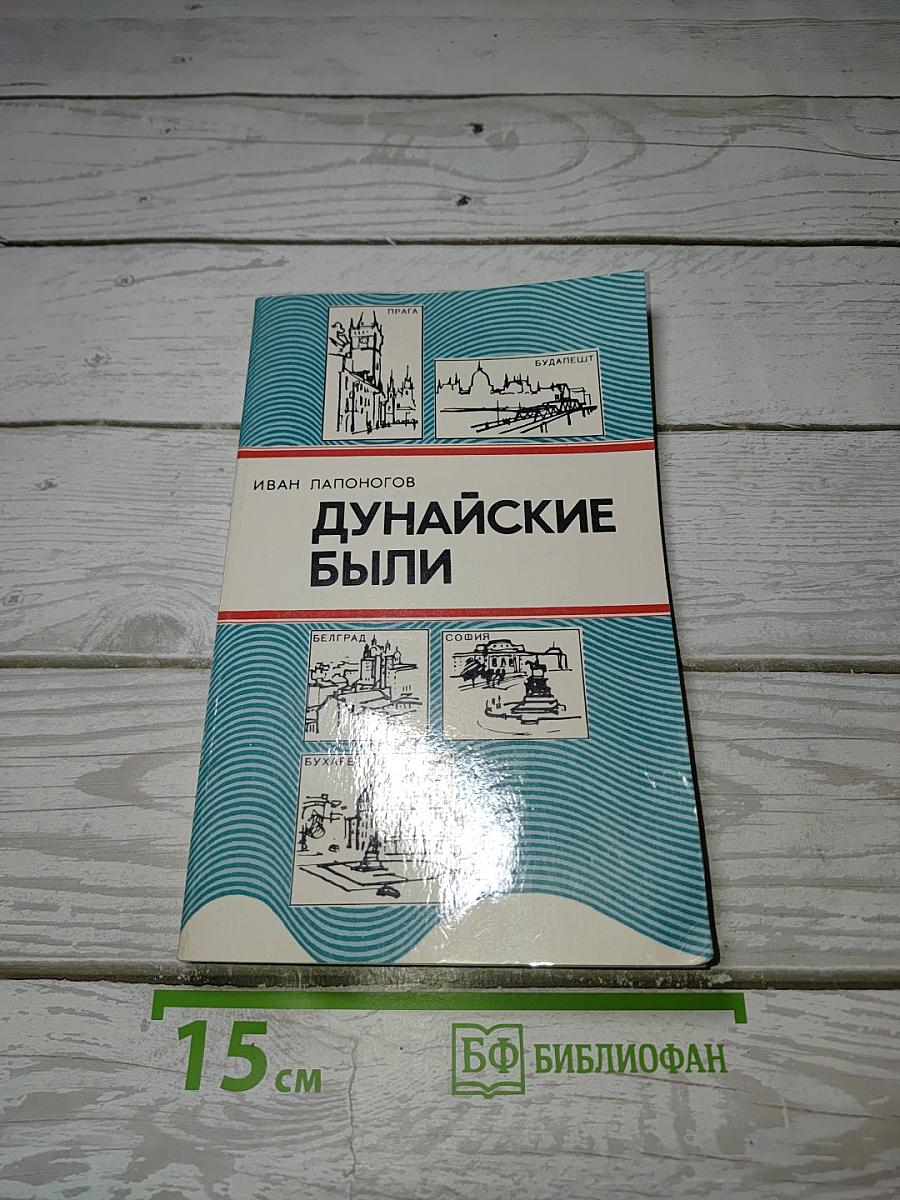 ПРАГА
БУДАПЕШТ
ИВАН ЛАПОНОГОВ
ДУНАЙСКИЕ
БЫЛИ
БЕЛГРАД
СОФИЯ
15 см
БФ БИБЛИОФАН